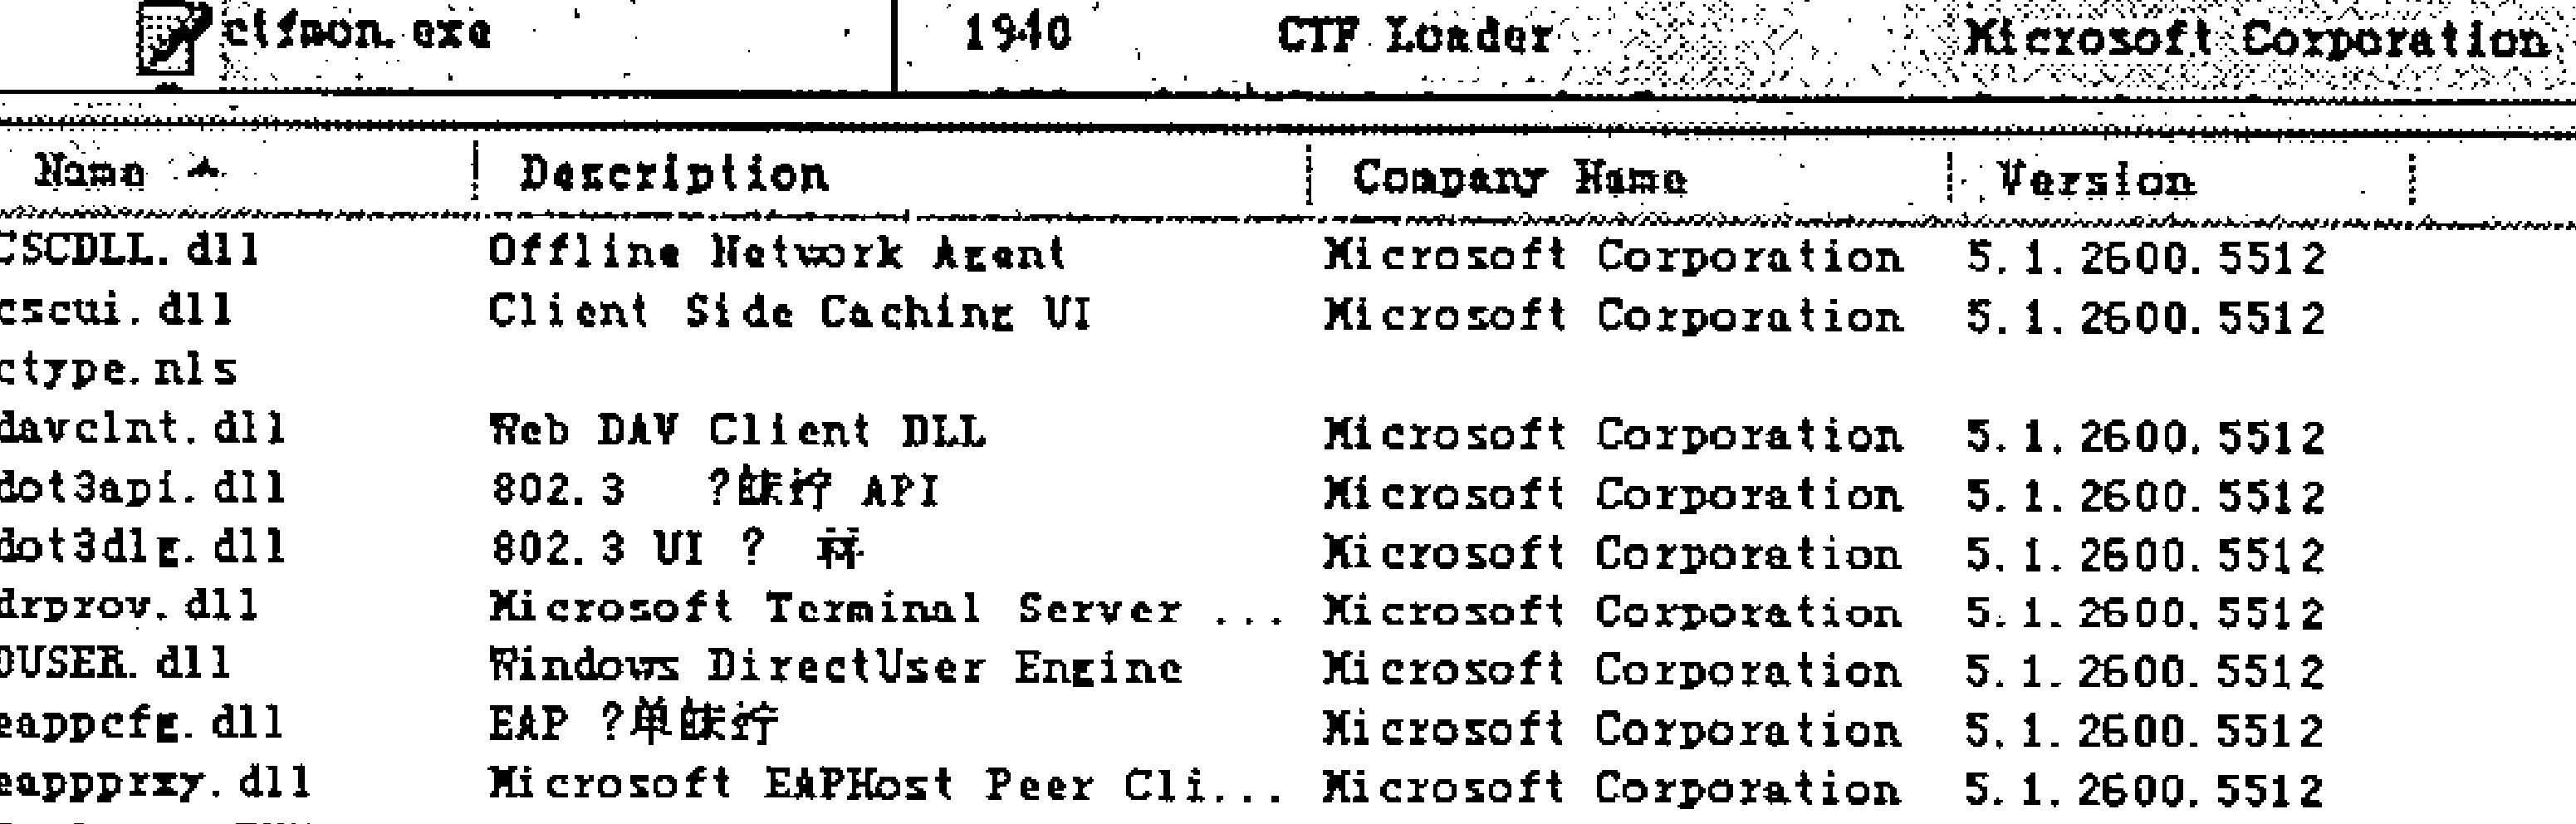 ctfmon.exe 1940 CTF Loader Microsoft Corporation
Name Description Company Name Version
CSCDLL.dll Offline Network Agent Microsoft Corporation 5.1.2600.5512
cscui.dll Client Side Caching UI Microsoft Corporation 5.1.2600.5512
ctype.nls
davclnt.dll Web DAV Client DLL Microsoft Corporation 5.1.2600.5512
dot3api.dll 802.3 ? API Microsoft Corporation 5.1.2600.5512
dot3dlg.dll 802.3 UI ? Microsoft Corporation 5.1.2600.5512
drprov.dll Microsoft Terminal Server ... Microsoft Corporation 5.1.2600.5512
DUSER.dll Windows DirectUser Engine Microsoft Corporation 5.1.2600.5512
eappcfg.dll EAP ?单 Microsoft Corporation 5.1.2600.5512
eappprxy.dll Microsoft EAPHost Peer Cli... Microsoft Corporation 5.1.2600.5512